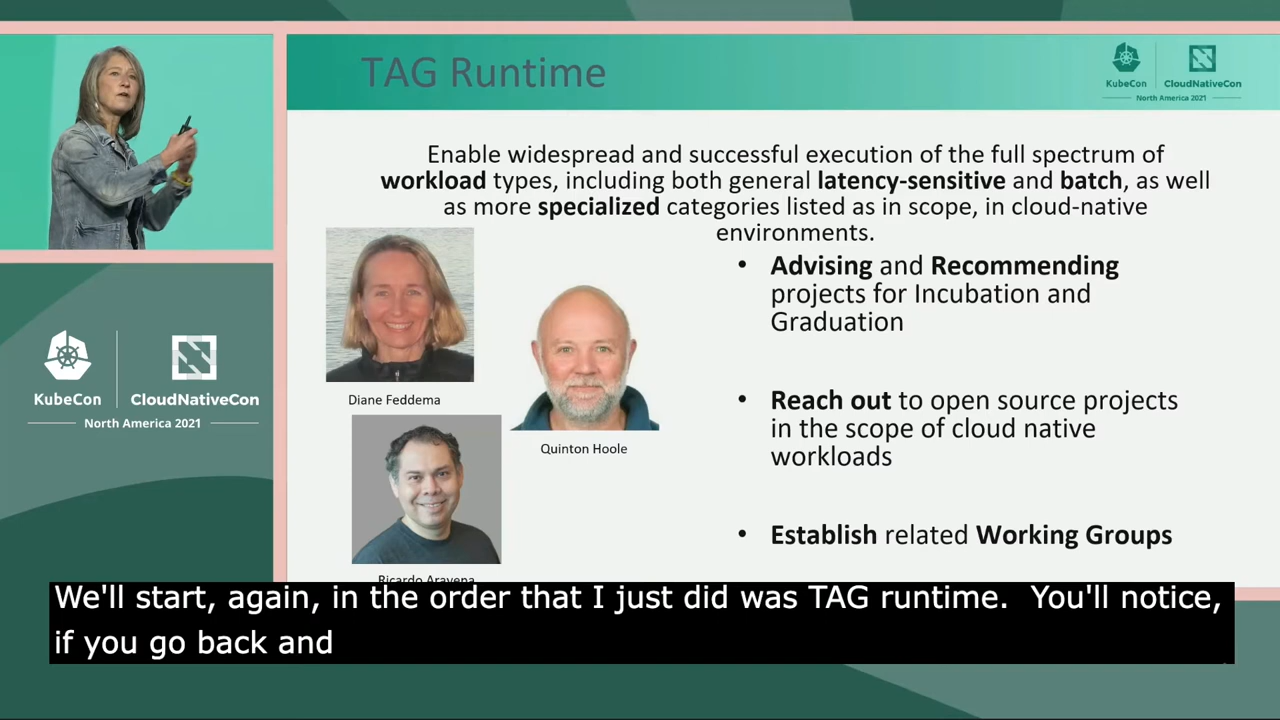 TAG Runtime
KubeCon
CloudNativeCon
North America 2021
Enable widespread and successful execution of the full spectrum of
workload types, including both general latency-sensitive and batch, as well
as more specialized categories listed as in scope, in cloud-native
environments.
• Advising and Recommending
projects for Incubation and
Graduation
• Reach out to open source projects
in the scope of cloud native
workloads
• Establish related Working Groups
Diane Feddema
Quinton Hoole
Ricardo Aravena
KubeCon
CloudNativeCon
North America 2021
We'll start, again, in the order that I just did was TAG runtime. You'll notice,
if you go back and